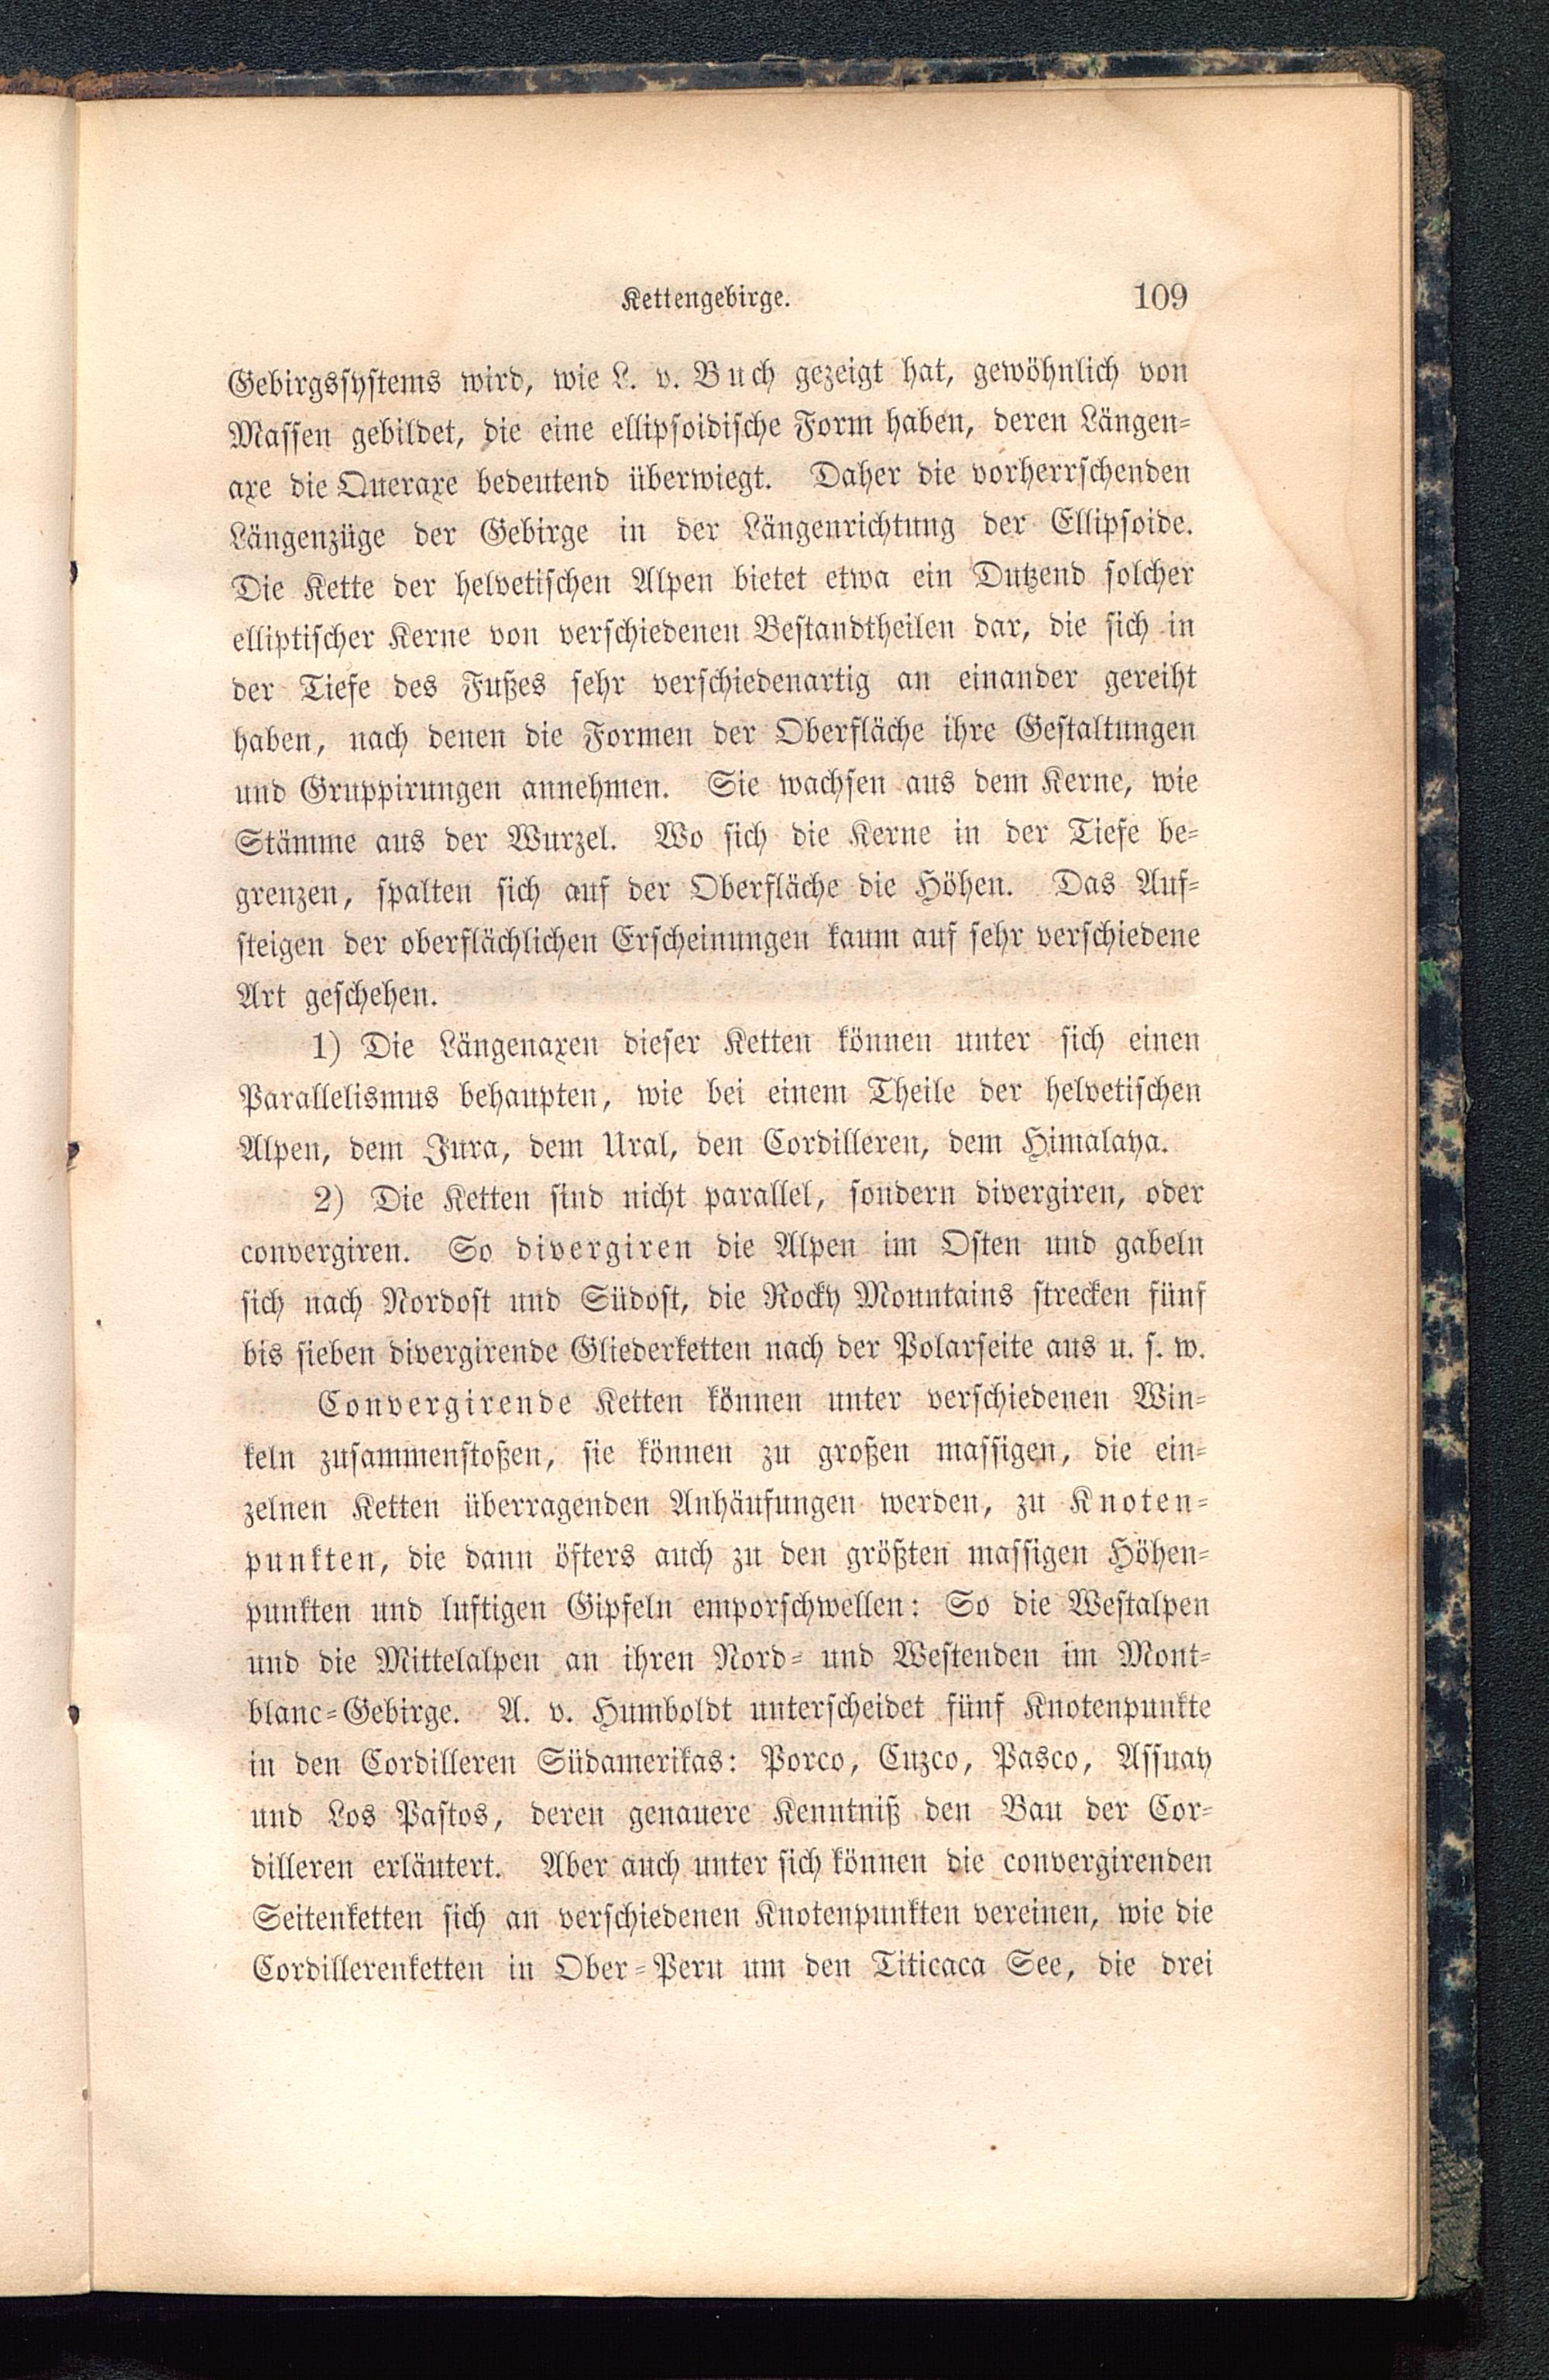 Kettengebirge. 109
Gebirgssystems wird, wie L. v. Buch gezeigt hat, gewöhnlich von
Massen gebildet, die eine ellipsoidische Form haben, deren Längen-
axe die Queraxe bedeutend überwiegt. Daher die vorherrschenden
Längenzüge der Gebirge in der Längenrichtung der Ellipsoide.
Die Kette der helvetischen Alpen bietet etwa ein Dutzend solcher
elliptischer Kerne von verschiedenen Bestandtheilen dar, die sich in
der Tiefe des Fußes sehr verschiedenartig an einander gereiht
haben, nach denen die Formen der Oberfläche ihre Gestaltungen
und Gruppirungen annehmen. Sie wachsen aus dem Kerne, wie
Stämme aus der Wurzel. Wo sich die Kerne in der Tiefe be-
grenzen, spalten sich auf der Oberfläche die Höhen. Das Auf-
steigen der oberflächlichen Erscheinungen kaum auf sehr verschiedene
Art geschehen.
1) Die Längenaxen dieser Ketten können unter sich einen
Parallelismus behaupten, wie bei einem Theile der helvetischen
Alpen, dem Jura, dem Ural, den Cordilleren, dem Himalaya.
2) Die Ketten sind nicht parallel, sondern divergiren, oder
convergiren. So divergiren die Alpen im Osten und gabeln
sich nach Nordost und Südost, die Rocky Mountains strecken fünf
bis sieben divergirende Gliederketten nach der Polarseite aus u. s. w.
Convergirende Ketten können unter verschiedenen Win-
keln zusammenstoßen, sie können zu großen massigen, die ein-
zelnen Ketten überragenden Anhäufungen werden, zu Knoten-
punkten, die dann öfters auch zu den größten massigen Höhen-
punkten und luftigen Gipfeln emporschwellen: So die Westalpen
und die Mittelalpen an ihren Nord- und Westenden im Mont-
blanc-Gebirge. A. v. Humboldt unterscheidet fünf Knotenpunkte
in den Cordilleren Südamerikas: Porco, Cuzco, Pasco, Assuay
und Los Pastos, deren genauere Kenntniß den Bau der Cor-
dilleren erläutert. Aber auch unter sich können die convergirenden
Seitenketten sich an verschiedenen Knotenpunkten vereinen, wie die
Cordillerenketten in Ober-Peru um den Titicaca See, die drei